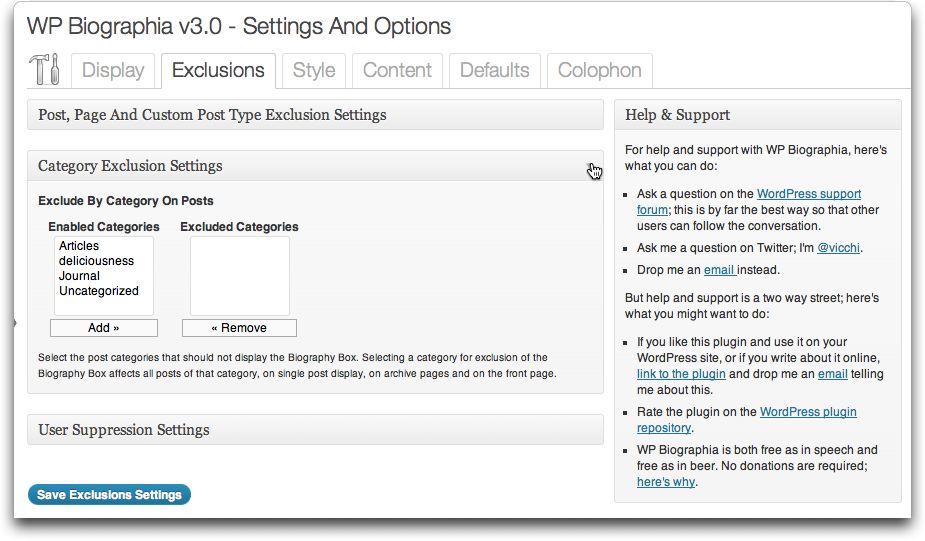 WP Biographia v3.0 - Settings And Options
Display
Exclusions
Style
Content
Defaults
Colophon
Post, Page And Custom Post Type Exclusion Settings
Category Exclusion Settings
Exclude By Category On Posts
Enabled Categories
Excluded Categories
Articles
deliciousness
Journal
Uncategorized
Add »
« Remove
Select the post categories that should not display the Biography Box. Selecting a category for exclusion of the
Biography Box affects all posts of that category, on single post display, on archive pages and on the front page.
User Suppression Settings
Save Exclusions Settings
Help & Support
For help and support with WP Biographia, here's
what you can do:
Ask a question on the WordPress support
forum; this is by far the best way so that other
users can follow the conversation.
Ask me a question on Twitter; I'm @vicchi.
Drop me an email instead.
But help and support is a two way street; here's
what you might want to do:
If you like this plugin and use it on your
WordPress site, or if you write about it online,
link to the plugin and drop me an email telling
me about this.
Rate the plugin on the WordPress plugin
repository.
WP Biographia is both free as in speech and
free as in beer. No donations are required;
here's why.